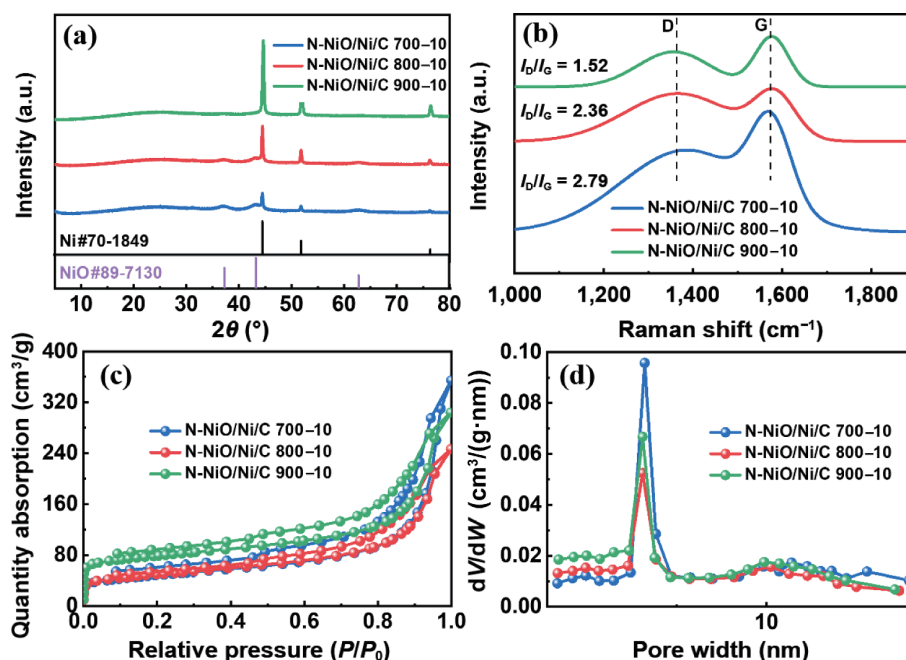 (a)
N-NiO/Ni/C 700–10
N-NiO/Ni/C 800–10
N-NiO/Ni/C 900–10
Intensity (a.u.)
Ni#70-1849
NiO#89-7130
10 20 30 40 50 60 70 80
2θ (°)
(b)
D G
I_D/I_G = 1.52
I_D/I_G = 2.36
I_D/I_G = 2.79
N-NiO/Ni/C 700–10
N-NiO/Ni/C 800–10
N-NiO/Ni/C 900–10
Intensity (a.u.)
1,000 1,200 1,400 1,600 1,800
Raman shift (cm⁻¹)
(c)
N-NiO/Ni/C 700–10
N-NiO/Ni/C 800–10
N-NiO/Ni/C 900–10
Quantity absorption (cm³/g)
400
320
240
160
80
0
0.0 0.2 0.4 0.6 0.8 1.0
Relative pressure (P/P₀)
(d)
N-NiO/Ni/C 700–10
N-NiO/Ni/C 800–10
N-NiO/Ni/C 900–10
dV/dW (cm³/(g·nm))
0.10
0.08
0.06
0.04
0.02
0.00
10
Pore width (nm)